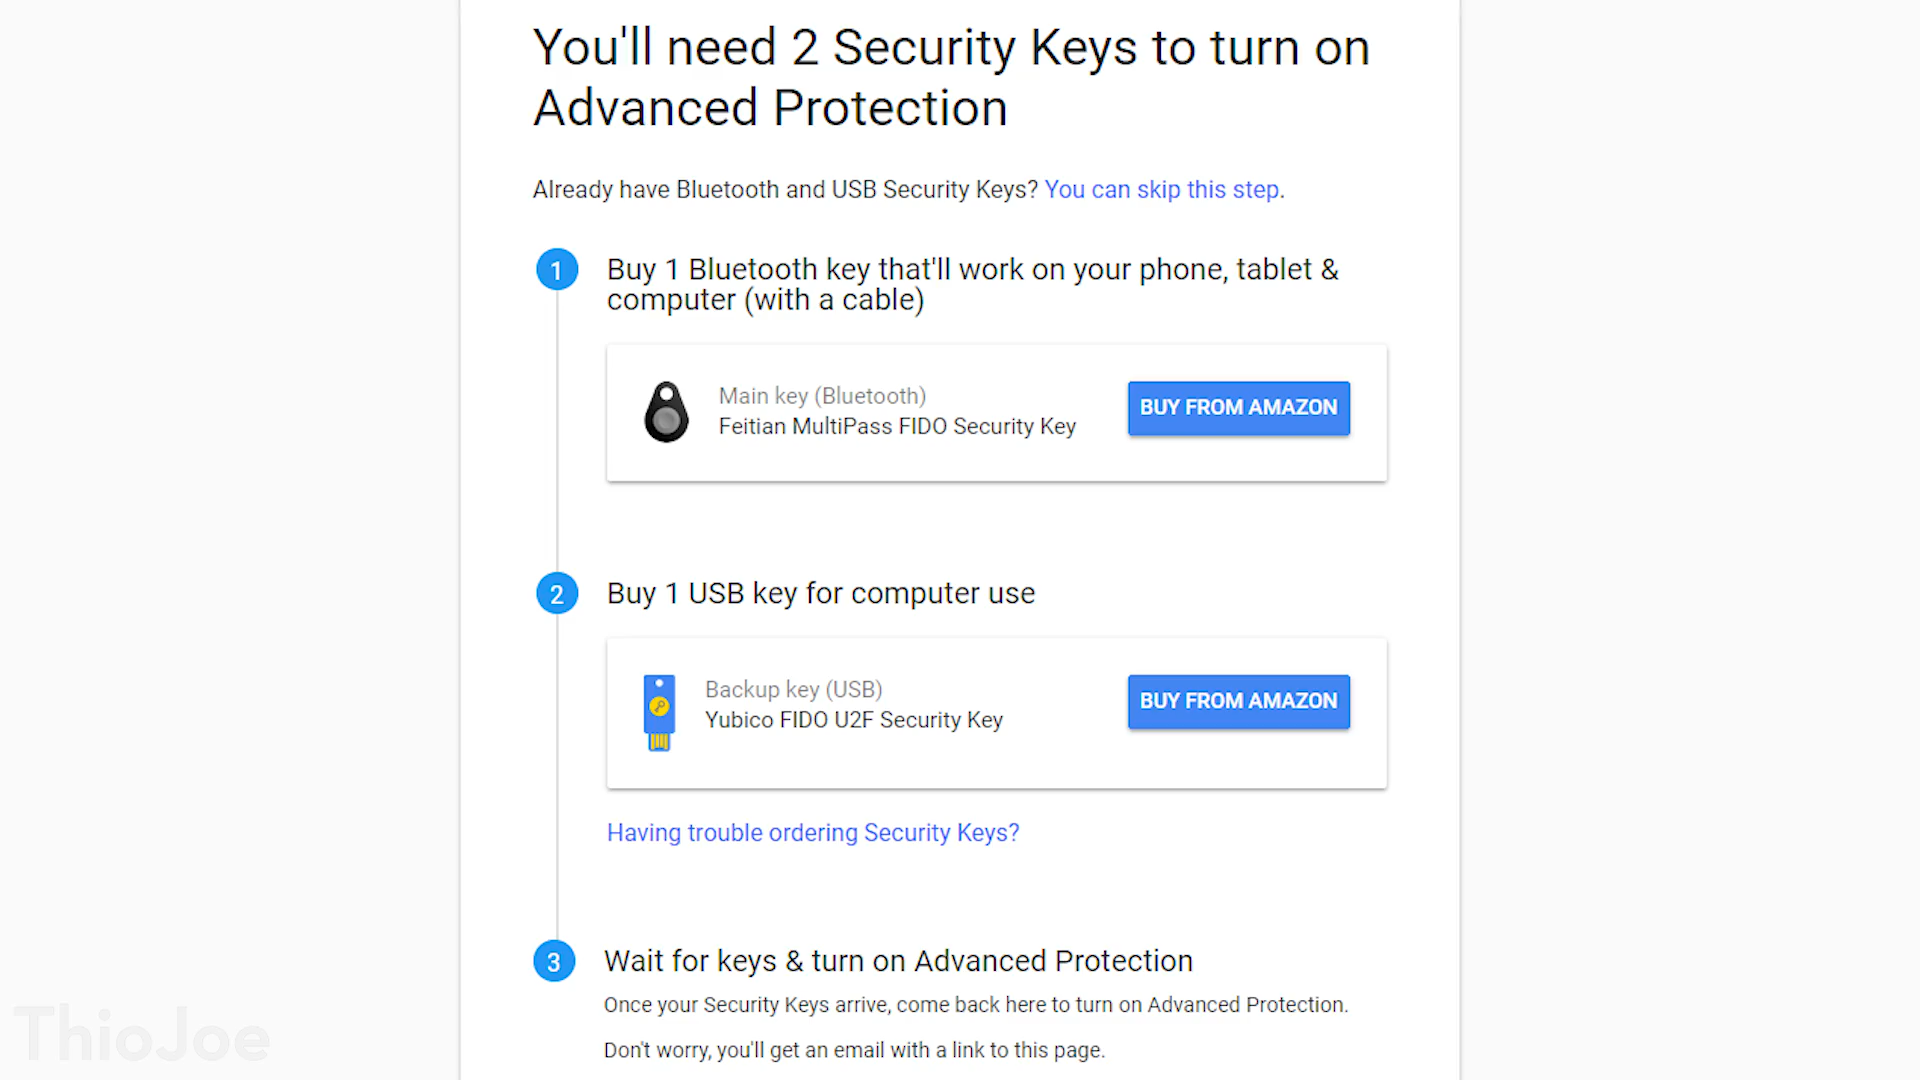 You'll need 2 Security Keys to turn on
Advanced Protection
Already have Bluetooth and USB Security Keys? You can skip this step.
1
Buy 1 Bluetooth key that'll work on your phone, tablet &
computer (with a cable)
Main key (Bluetooth)
Feitian MultiPass FIDO Security Key
BUY FROM AMAZON
2
Buy 1 USB key for computer use
Backup key (USB)
Yubico FIDO U2F Security Key
BUY FROM AMAZON
Having trouble ordering Security Keys?
3
Wait for keys & turn on Advanced Protection
Once your Security Keys arrive, come back here to turn on Advanced Protection.
Don't worry, you'll get an email with a link to this page.
ThioJoe